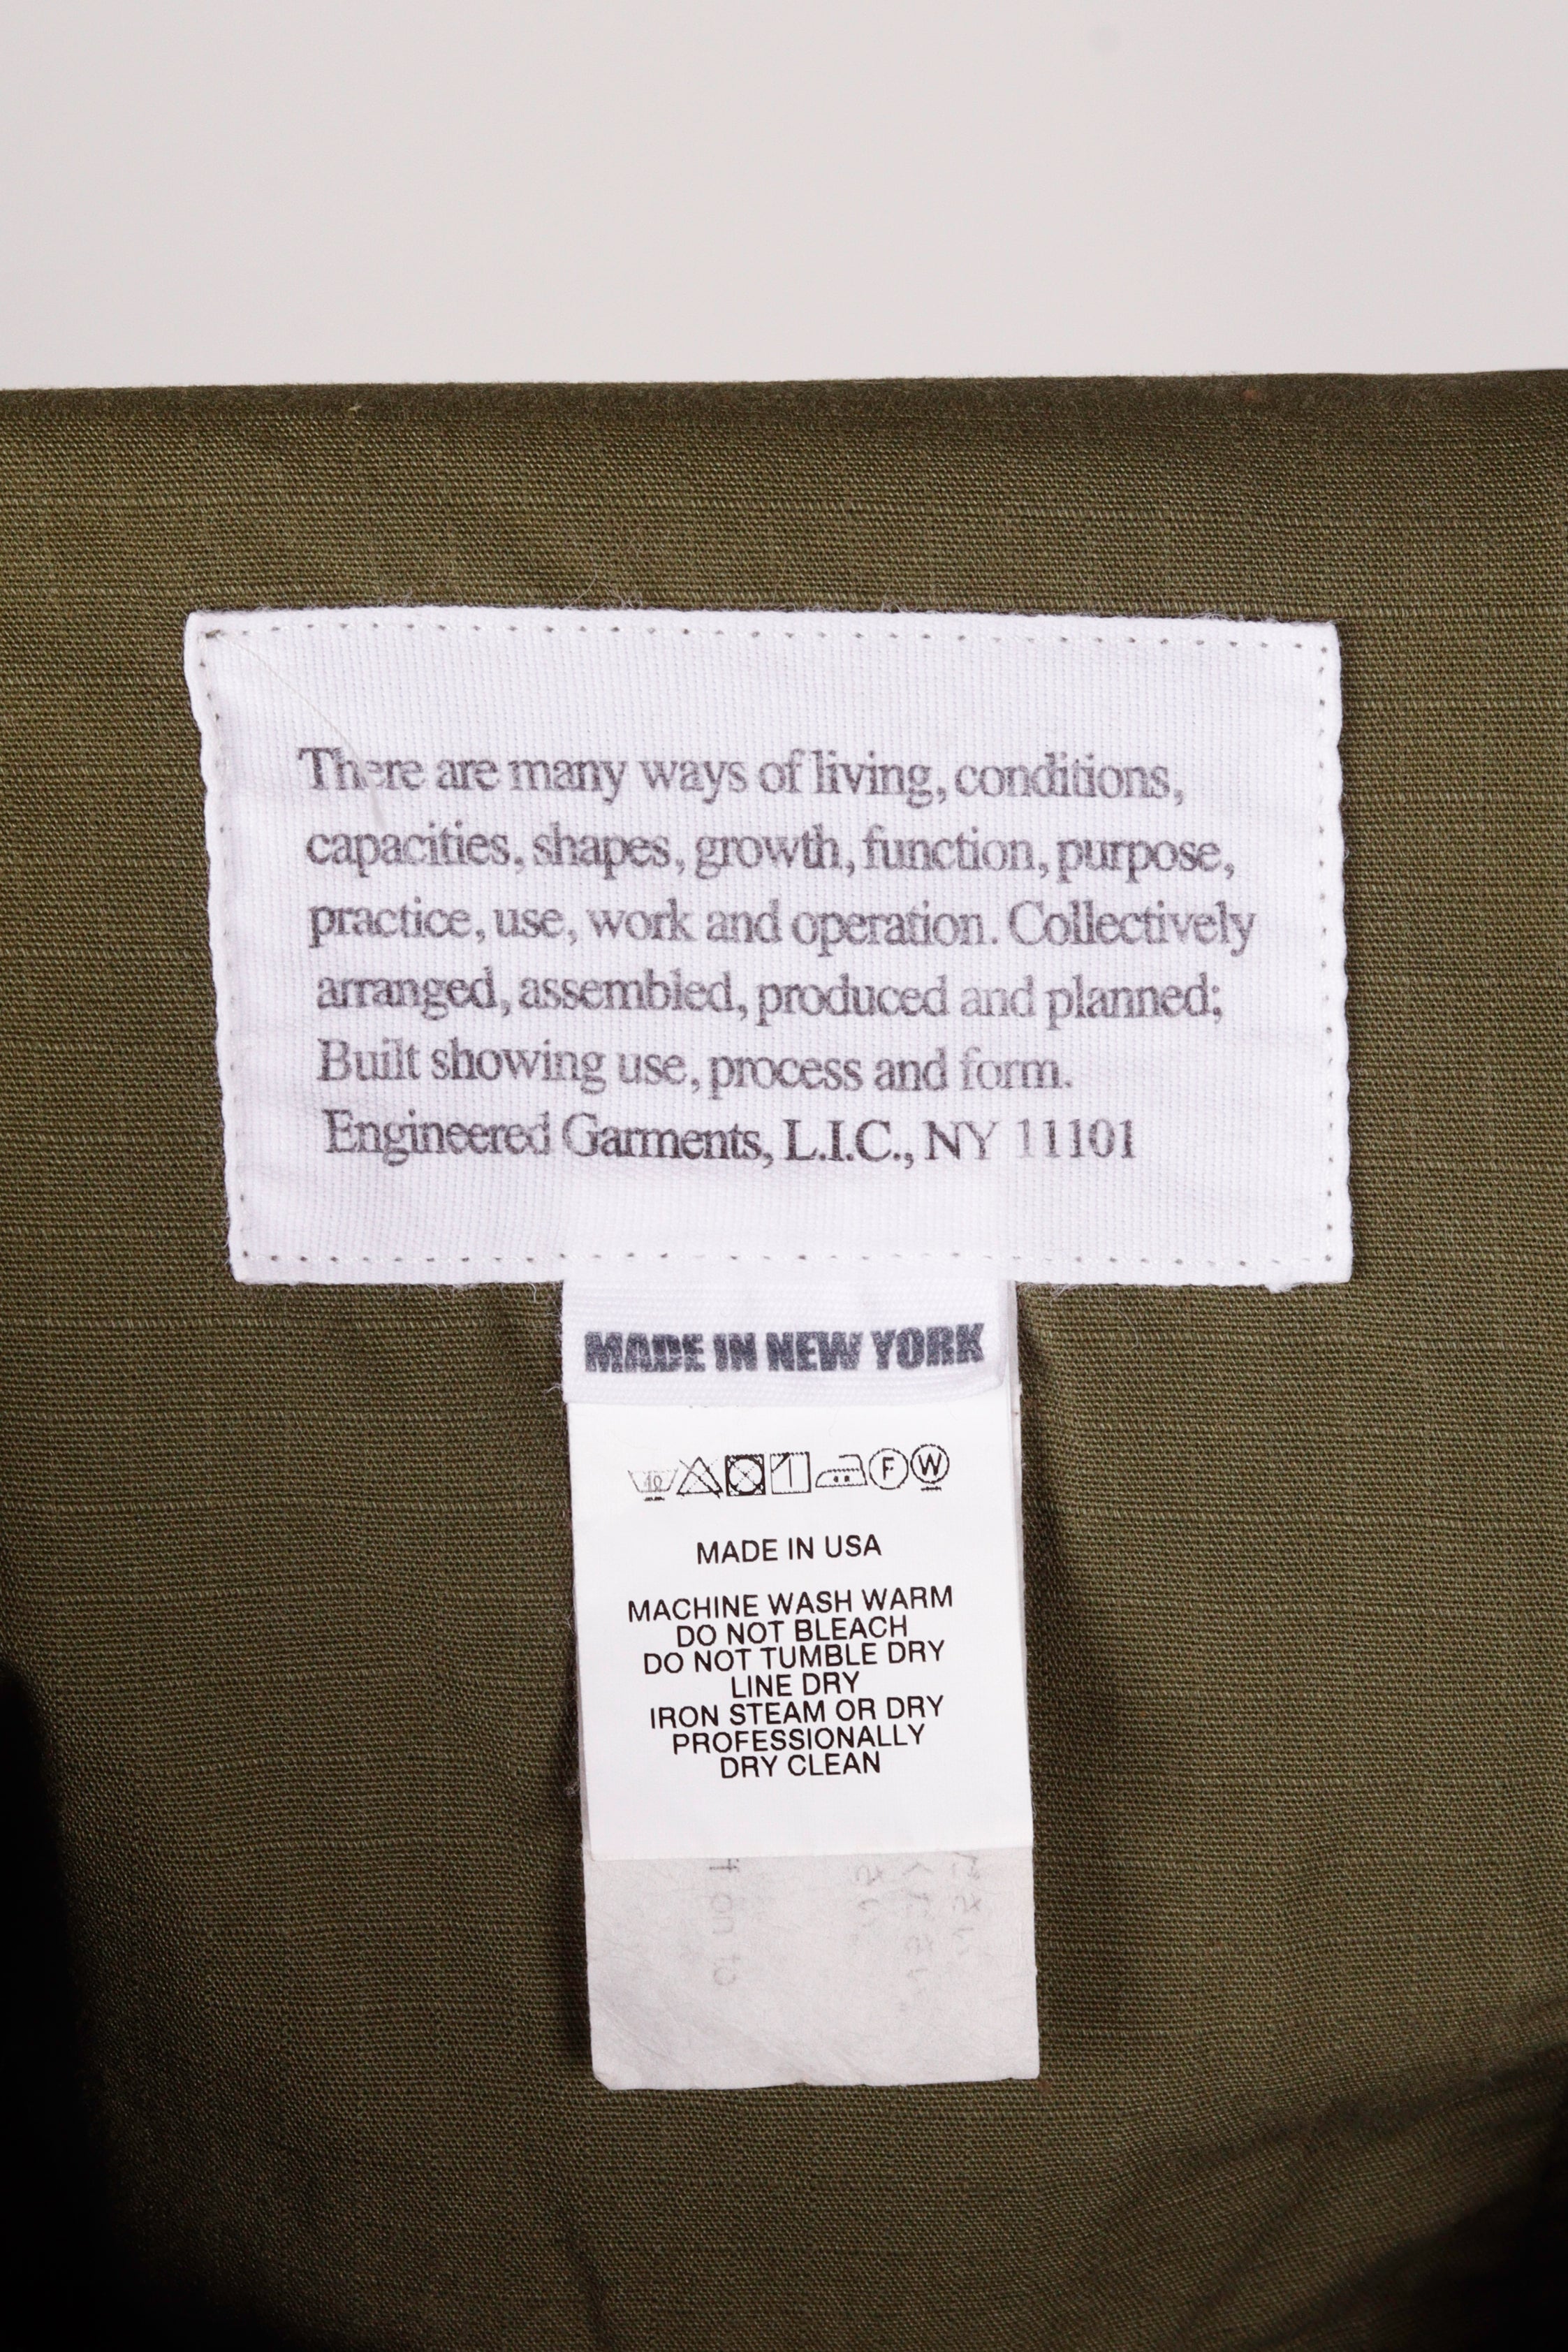 There are many ways of living, conditions,
capacities, shapes, growth, function, purpose,
practice, use, work and operation. Collectively
arranged, assembled, produced and planned;
Built showing use, process and form.
Engineered Garments, L.I.C., NY 11101
MADE IN NEW YORK
40 F W
MADE IN USA
MACHINE WASH WARM
DO NOT BLEACH
DO NOT TUMBLE DRY
LINE DRY
IRON STEAM OR DRY
PROFESSIONALLY
DRY CLEAN